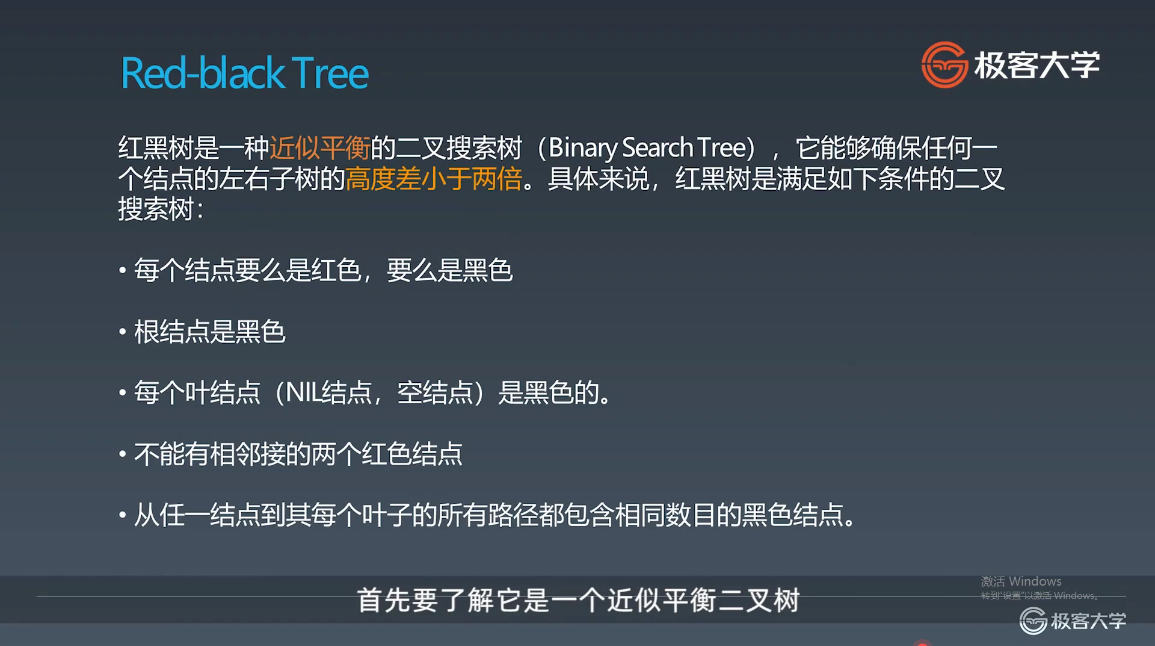 Red-black Tree
极客大学
红黑树是一种近似平衡的二叉搜索树（Binary Search Tree），它能够确保任何一
个结点的左右子树的高度差小于两倍。具体来说，红黑树是满足如下条件的二叉
搜索树：
• 每个结点要么是红色，要么是黑色
• 根结点是黑色
• 每个叶结点（NIL结点，空结点）是黑色的。
• 不能有相邻接的两个红色结点
• 从任一结点到其每个叶子的所有路径都包含相同数目的黑色结点。
激活 Windows
转到"设置"以激活 Windows。
首先要了解它是一个近似平衡二叉树
极客大学